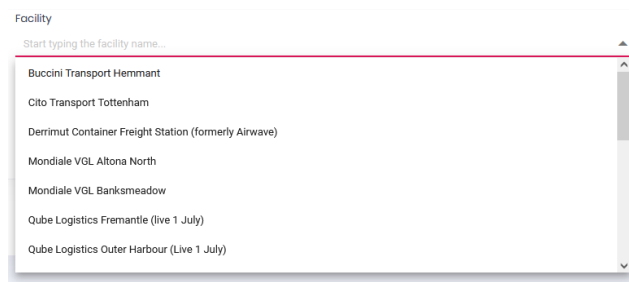 Facility
Start typing the facility name...
Buccini Transport Hemmant
Cito Transport Tottenham
Derrimut Container Freight Station (formerly Airwave)
Mondiale VGL Altona North
Mondiale VGL Banksmeadow
Qube Logistics Fremantle (live 1 July)
Qube Logistics Outer Harbour (Live 1 July)